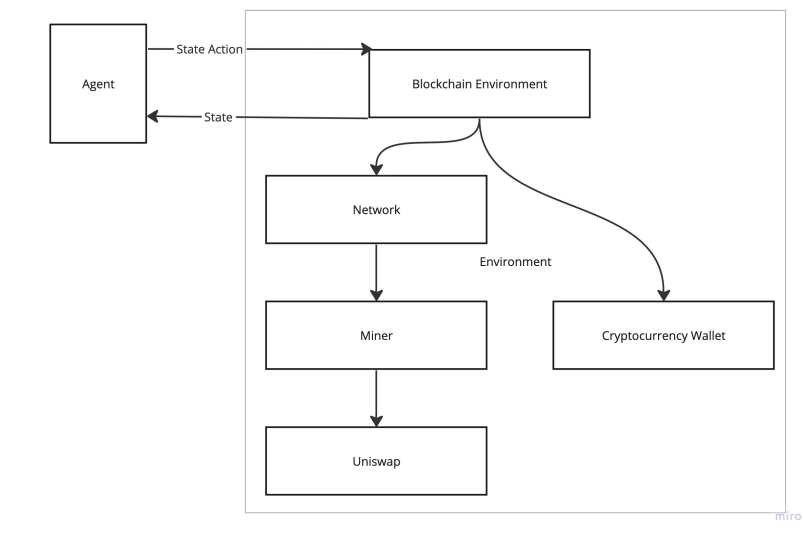 State Action
Agent
Blockchain Environment
State
Network
Environment
Miner
Cryptocurrency Wallet
Uniswap
miro